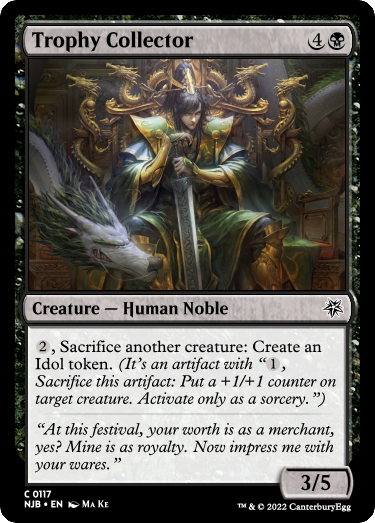 Trophy Collector 4
Creature — Human Noble
2, Sacrifice another creature: Create an
Idol token. (It's an artifact with "1,
Sacrifice this artifact: Put a +1/+1 counter on
target creature. Activate only as a sorcery.")
"At this festival, your worth is as a merchant,
yes? Mine is as royalty. Now impress me with
your wares."
3/5
C 0117
NJB • EN Ma Ke
™ & © 2022 CanterburyEgg